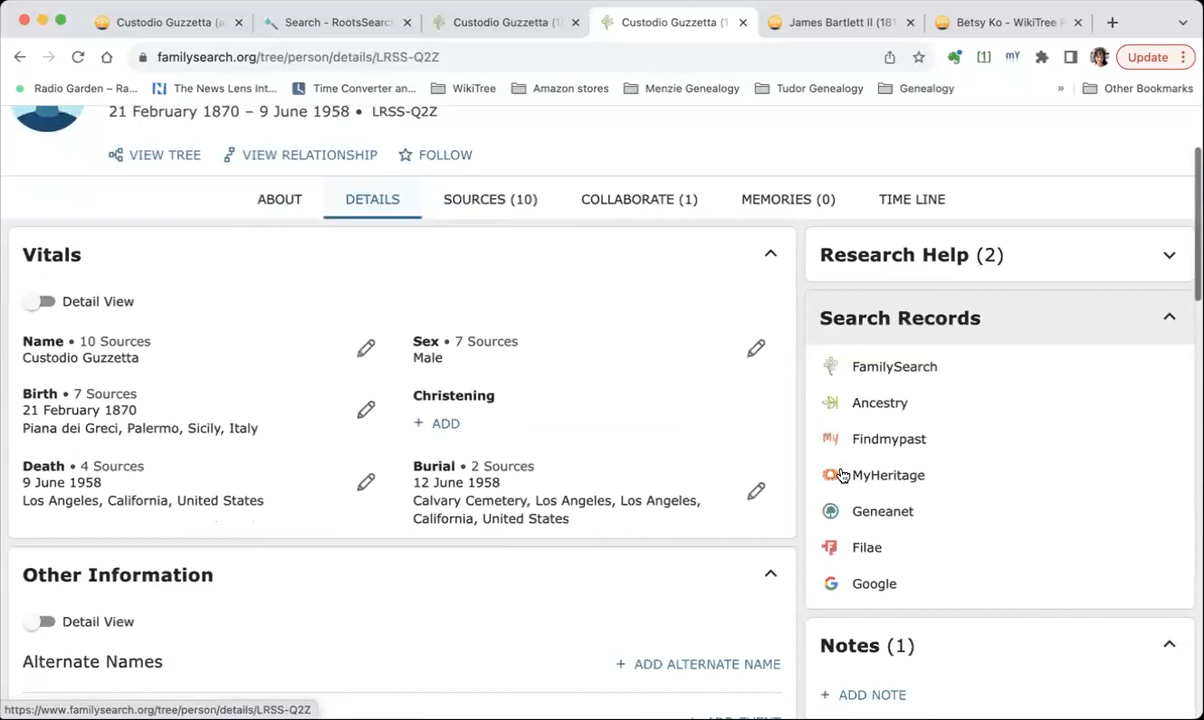 Custodio Guzzetta (
Search - RootsSearc
Custodio Guzzetta (1
Custodio Guzzetta (1
James Bartlett II (181
Betsy Ko - WikiTree P
familysearch.org/tree/person/details/LRSS-Q2Z
[1]
mY
Update
Radio Garden – Ra...
The News Lens Int...
Time Converter an...
WikiTree
Amazon stores
Menzie Genealogy
Tudor Genealogy
Genealogy
»
Other Bookmarks
21 February 1870 – 9 June 1958 • LRSS-Q2Z
VIEW TREE
VIEW RELATIONSHIP
FOLLOW
ABOUT
DETAILS
SOURCES (10)
COLLABORATE (1)
MEMORIES (0)
TIME LINE
Vitals
Detail View
Name • 10 Sources
Custodio Guzzetta
Sex • 7 Sources
Male
Birth • 7 Sources
21 February 1870
Piana dei Greci, Palermo, Sicily, Italy
Christening
+ ADD
Death • 4 Sources
9 June 1958
Los Angeles, California, United States
Burial • 2 Sources
12 June 1958
Calvary Cemetery, Los Angeles, Los Angeles,
California, United States
Other Information
Detail View
Alternate Names
+ ADD ALTERNATE NAME
Research Help (2)
Search Records
FamilySearch
Ancestry
my Findmypast
MyHeritage
Geneanet
Filae
Google
Notes (1)
+ ADD NOTE
https://www.familysearch.org/tree/person/details/LRSS-Q2Z